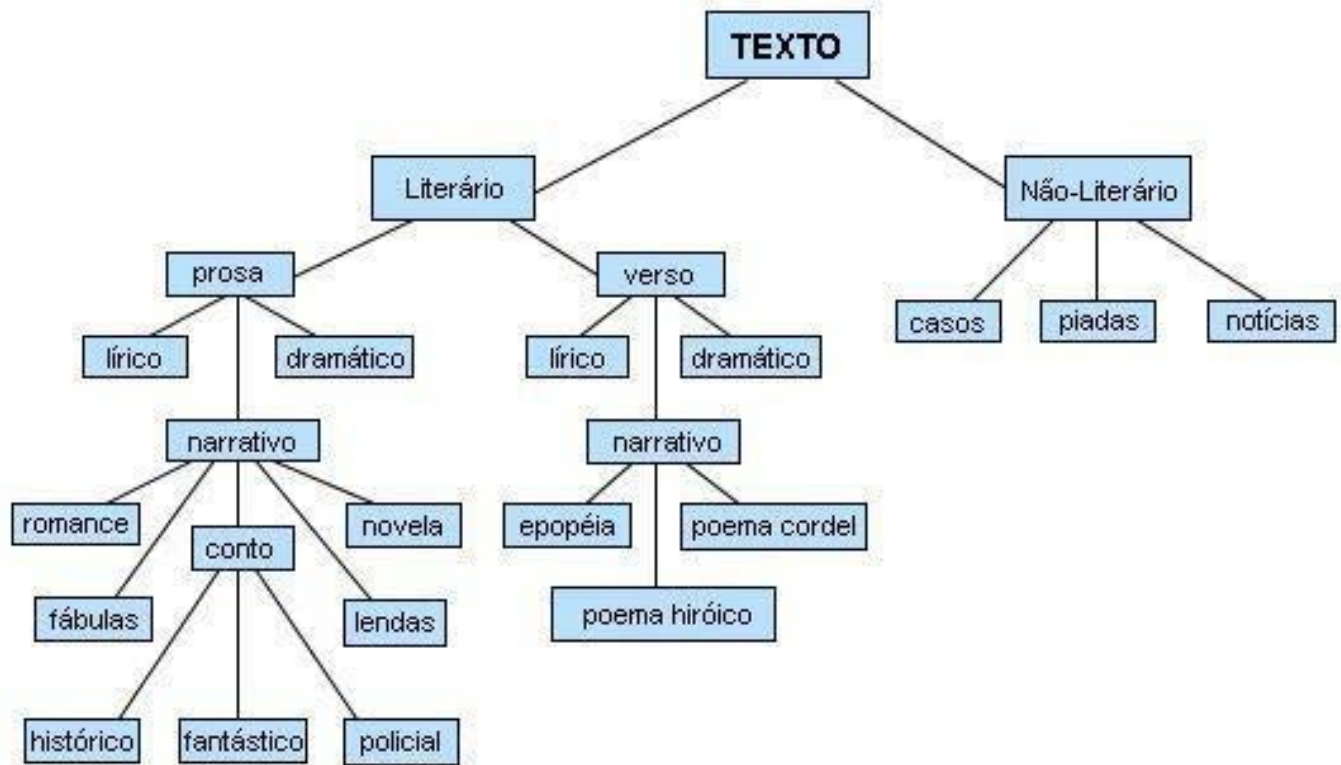 TEXTO
Literário
Não-Literário
prosa
verso
casos
piadas
notícias
lírico
dramático
lírico
dramático
narrativo
narrativo
romance
conto
novela
epopéia
poema cordel
fábulas
lendas
poema hiróico
histórico
fantástico
policial